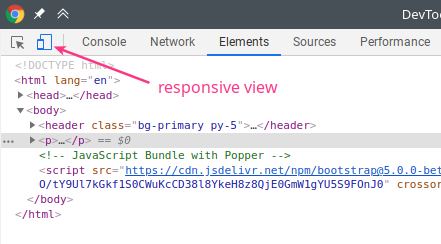 DevToo
Console Network Elements Sources Performance
<!DOCTYPE html>
<html lang="en">
<head>…</head>
responsive view
<body>
<header class="bg-primary py-5">…</header>
… <p>…</p> == $0
<!-- JavaScript Bundle with Popper -->
<script src="https://cdn.jsdelivr.net/npm/bootstrap@5.0.0-bet
O/tY9Ul7kGkf1S0CWuKcCD38l8YkeH8z8QjE0GmW1gYU5S9FOnJ0" crossor
</body>
</html>